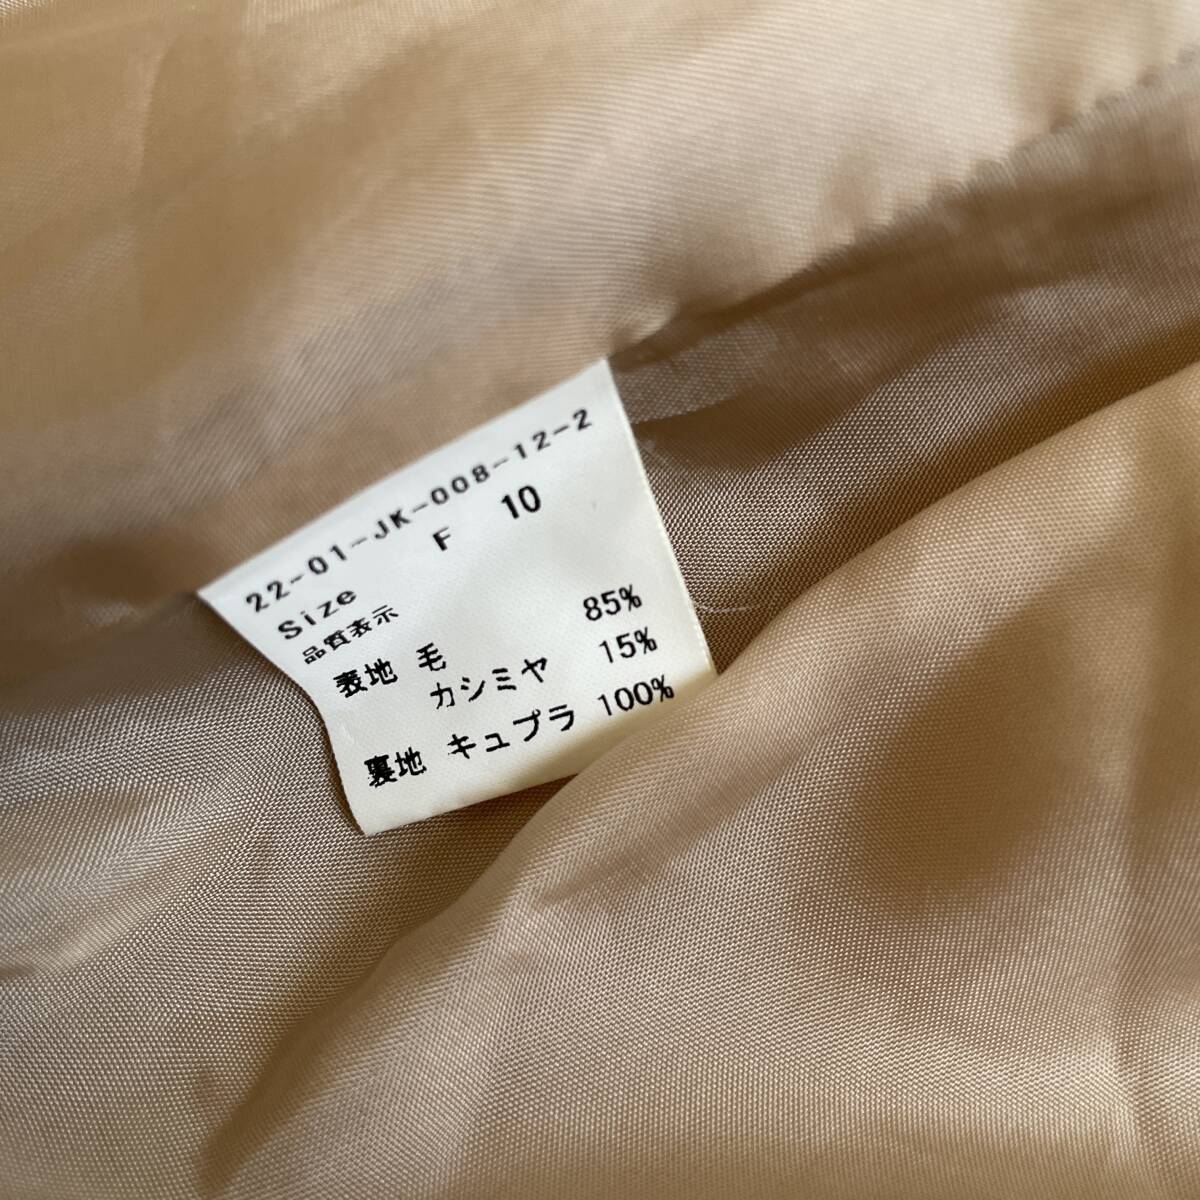 22-01-JK-008-12-2
Size F 10
品質表示
表地 毛 85%
カシミヤ 15%
裏地 キュプラ 100%